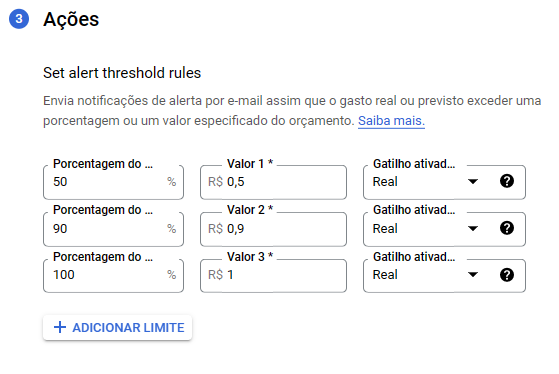 3 Ações
Set alert threshold rules
Envia notificações de alerta por e-mail assim que o gasto real ou previsto exceder uma
porcentagem ou um valor especificado do orçamento. Saiba mais.
Porcentagem do ... Valor 1 * Gatilho ativad...
50 % R$ 0,5 Real ?
Porcentagem do ... Valor 2 * Gatilho ativad...
90 % R$ 0,9 Real ?
Porcentagem do ... Valor 3 * Gatilho ativad...
100 % R$ 1 Real ?
+ ADICIONAR LIMITE